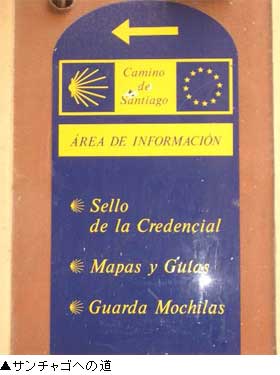 Camino
de
Santiago
ÁREA DE INFORMACIÓN
Sello
de la Credencial
Mapas y Guías
Guarda Mochilas
▲サンチャゴへの道